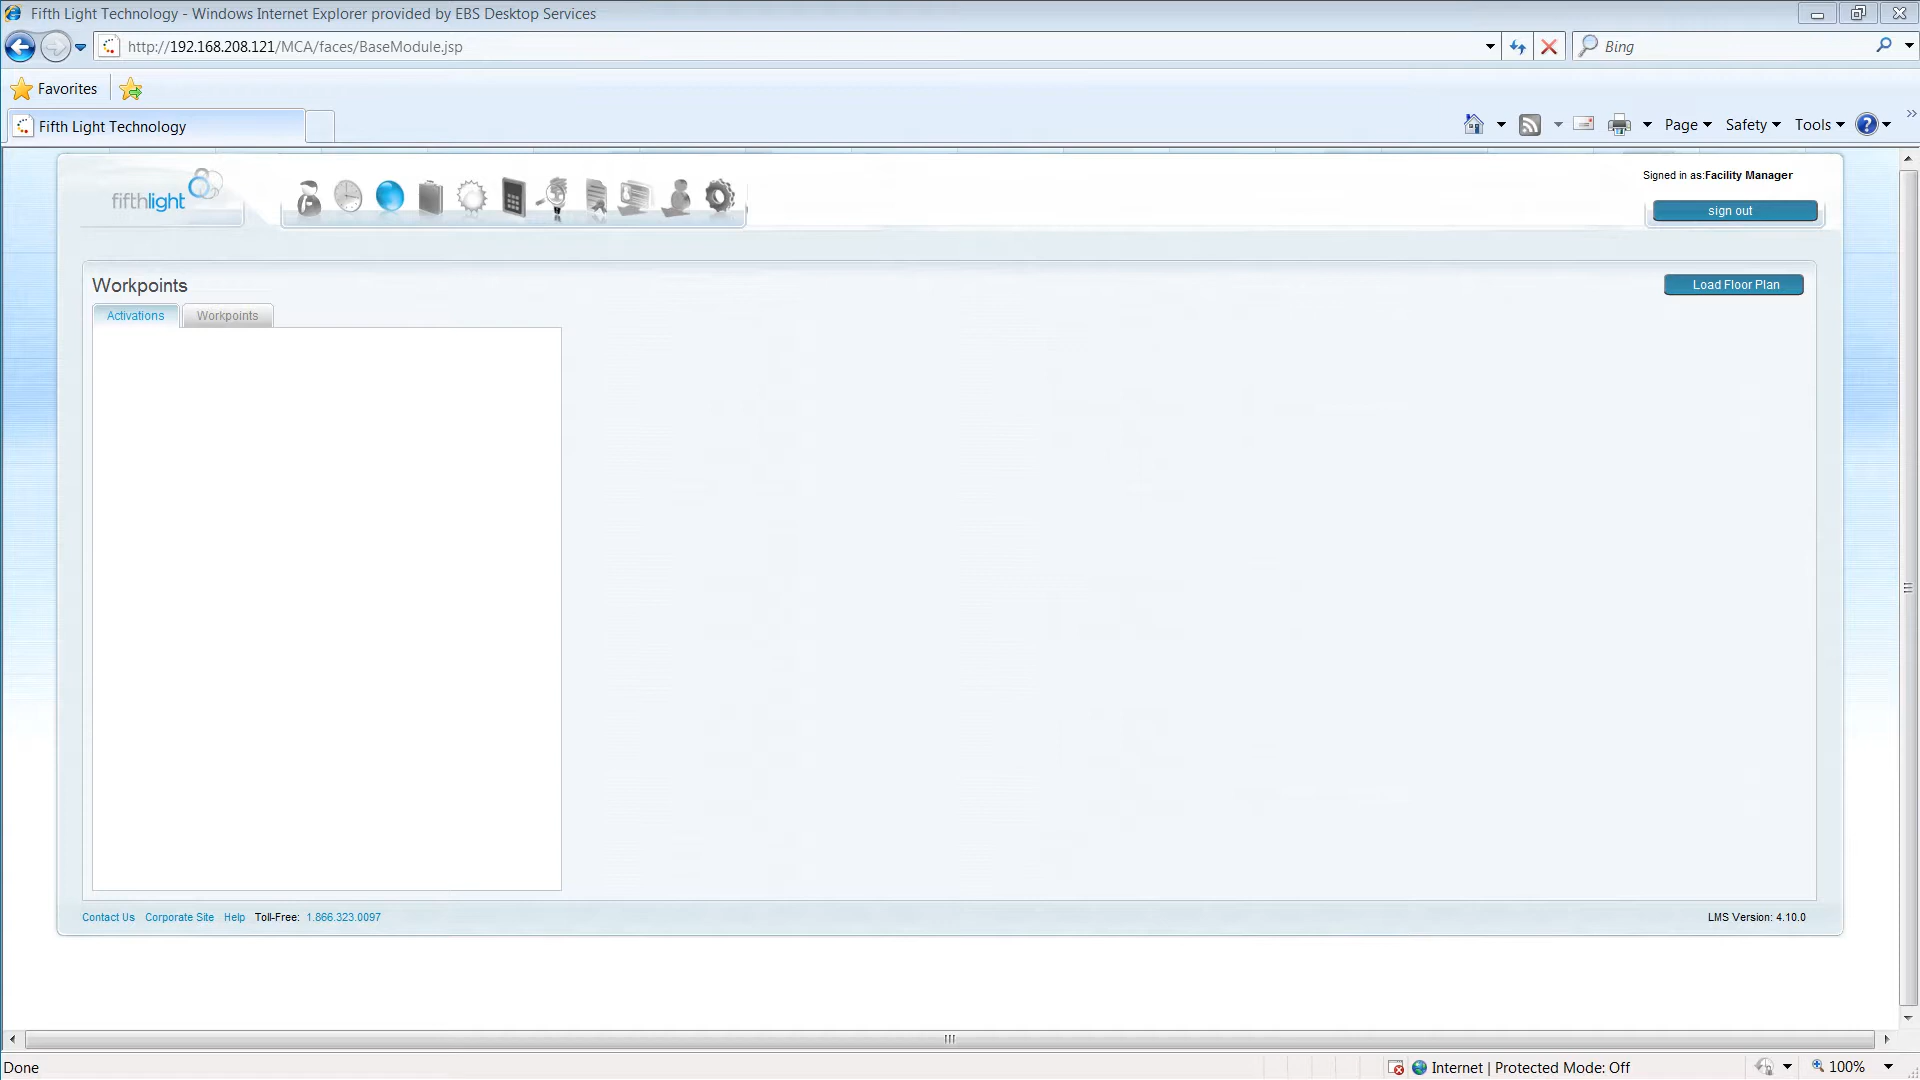 Fifth Light Technology - Windows Internet Explorer provided by EBS Desktop Services
http://192.168.208.121/MCA/faces/BaseModule.jsp
Bing
Favorites
Fifth Light Technology
Page Safety Tools
fifthlight
Signed in as:Facility Manager
sign out
Workpoints
Load Floor Plan
Activations Workpoints
Contact Us Corporate Site Help Toll-Free: 1.866.323.0097
LMS Version: 4.10.0
Done
Internet | Protected Mode: Off
100%